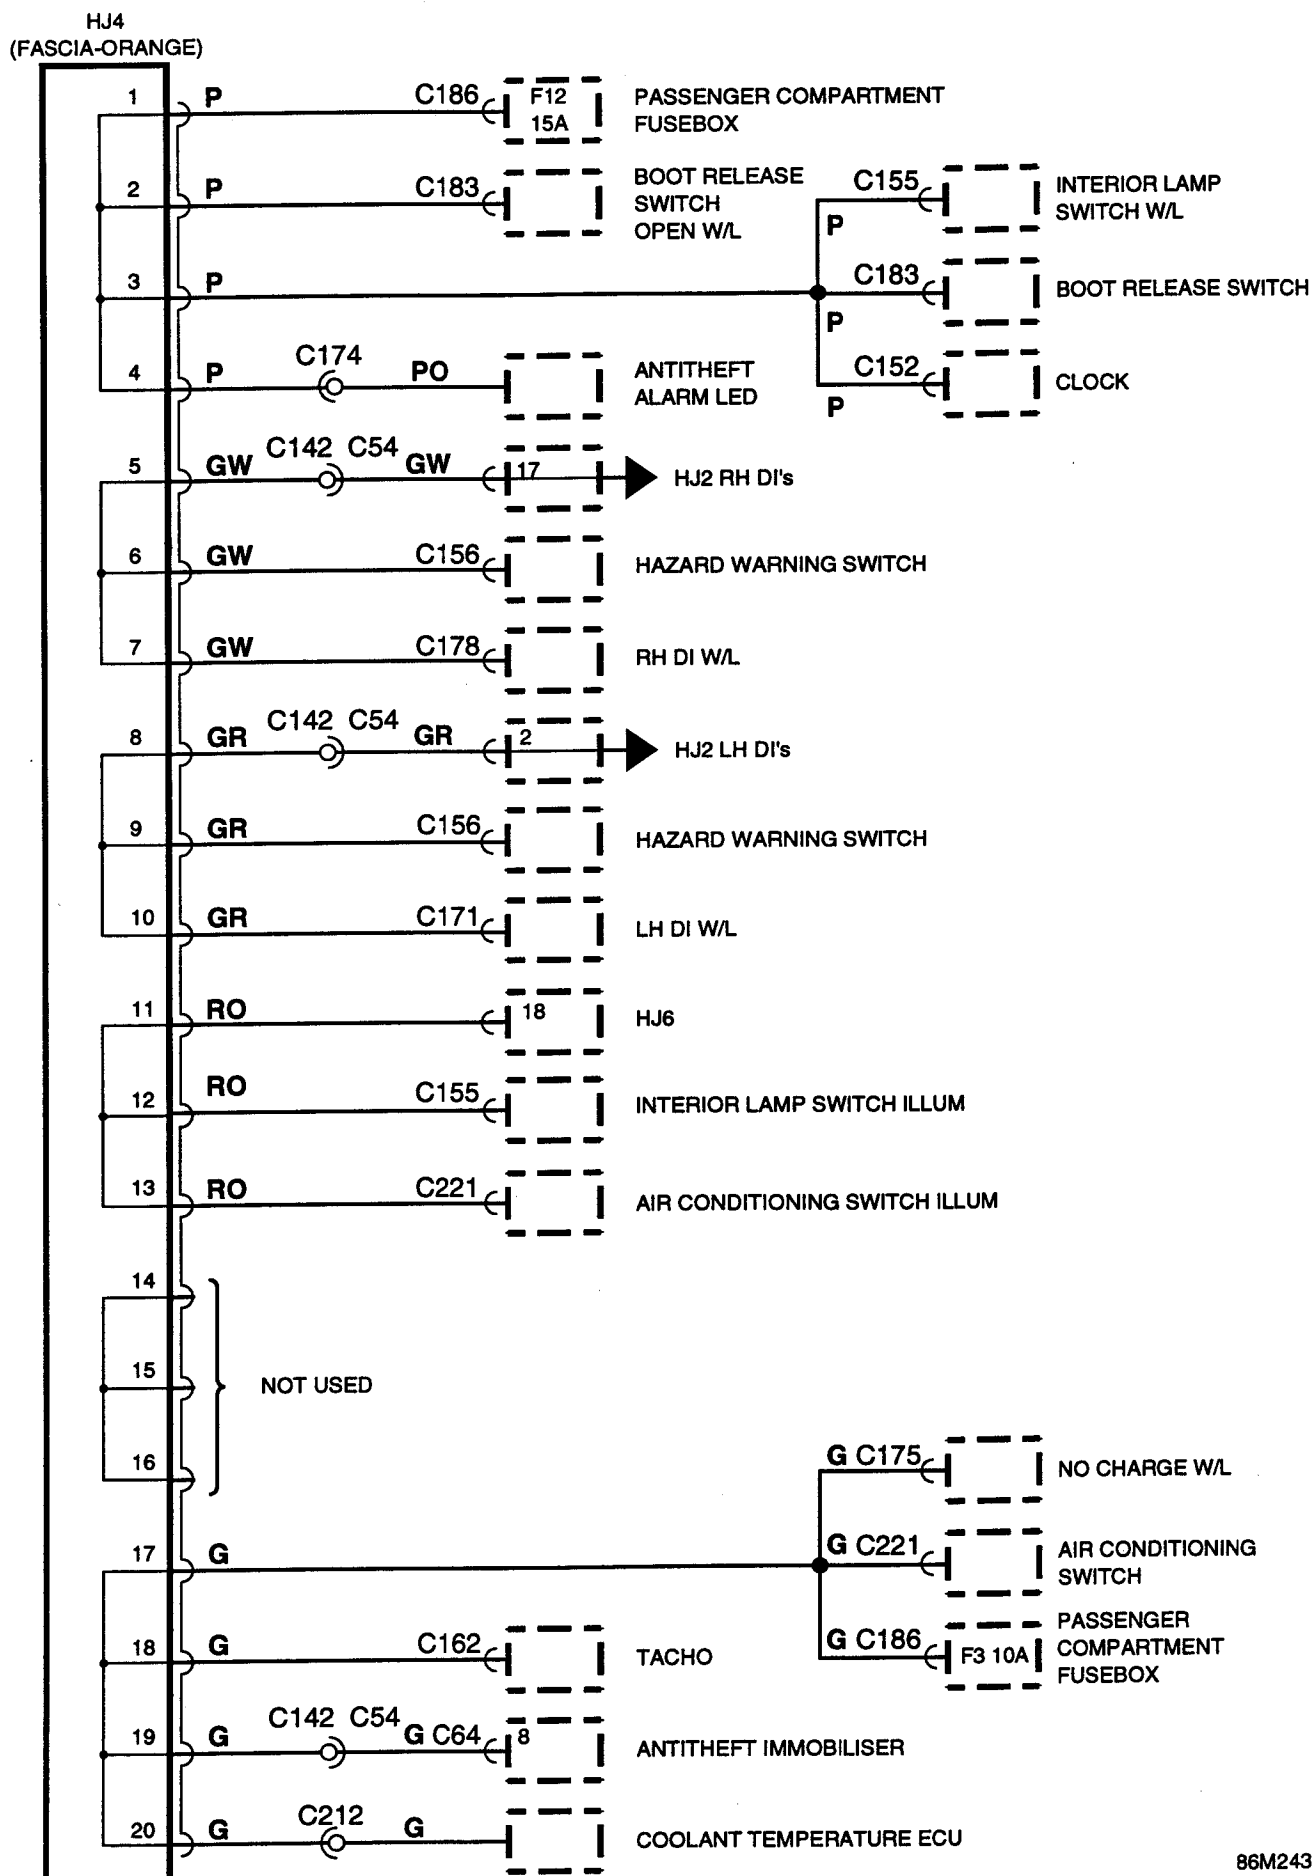 HJ4
(FASCIA-ORANGE)
1 P C186 F12 15A PASSENGER COMPARTMENT
FUSEBOX
2 P C183 BOOT RELEASE
SWITCH
OPEN W/L
C155 INTERIOR LAMP
SWITCH W/L
P
3 P C183 BOOT RELEASE SWITCH
P
4 P C174 PO ANTITHEFT
ALARM LED
C152 CLOCK
P
5 GW C142 C54 GW 17 HJ2 RH DI's
6 GW C156 HAZARD WARNING SWITCH
7 GW C178 RH DI W/L
8 GR C142 C54 GR 2 HJ2 LH DI's
9 GR C156 HAZARD WARNING SWITCH
10 GR C171 LH DI W/L
11 RO 18 HJ6
12 RO C155 INTERIOR LAMP SWITCH ILLUM
13 RO C221 AIR CONDITIONING SWITCH ILLUM
14
15 NOT USED
16
G C175 NO CHARGE W/L
17 G
G C221 AIR CONDITIONING
SWITCH
18 G C162 TACHO
G C186 F3 10A PASSENGER
COMPARTMENT
FUSEBOX
19 G C142 C54 G C64 8 ANTITHEFT IMMOBILISER
20 G C212 G COOLANT TEMPERATURE ECU
86M243